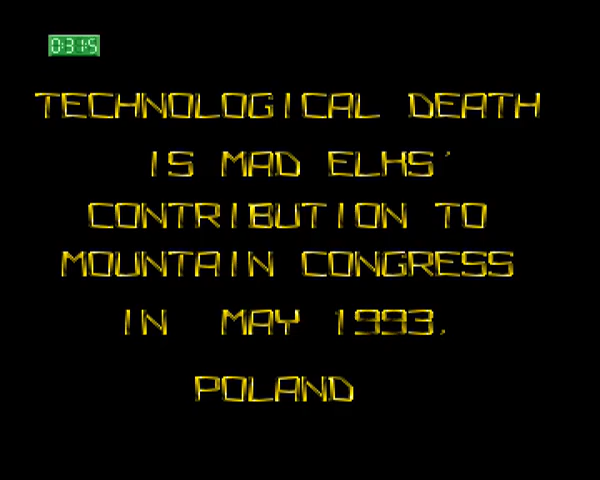 0:31:5
TECHNOLOGICAL DEATH
IS MAD ELKS'
CONTRIBUTION TO
MOUNTAIN CONGRESS
IN MAY 1993.
POLAND